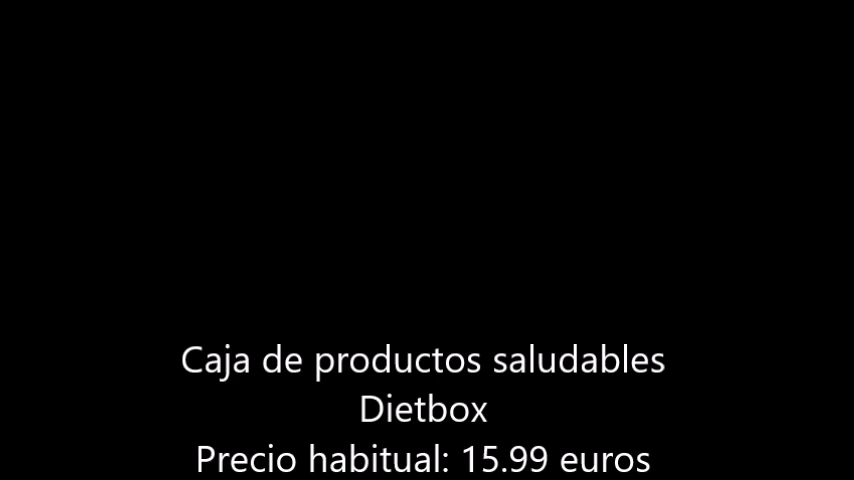 Caja de productos saludables
Dietbox
Precio habitual: 15.99 euros